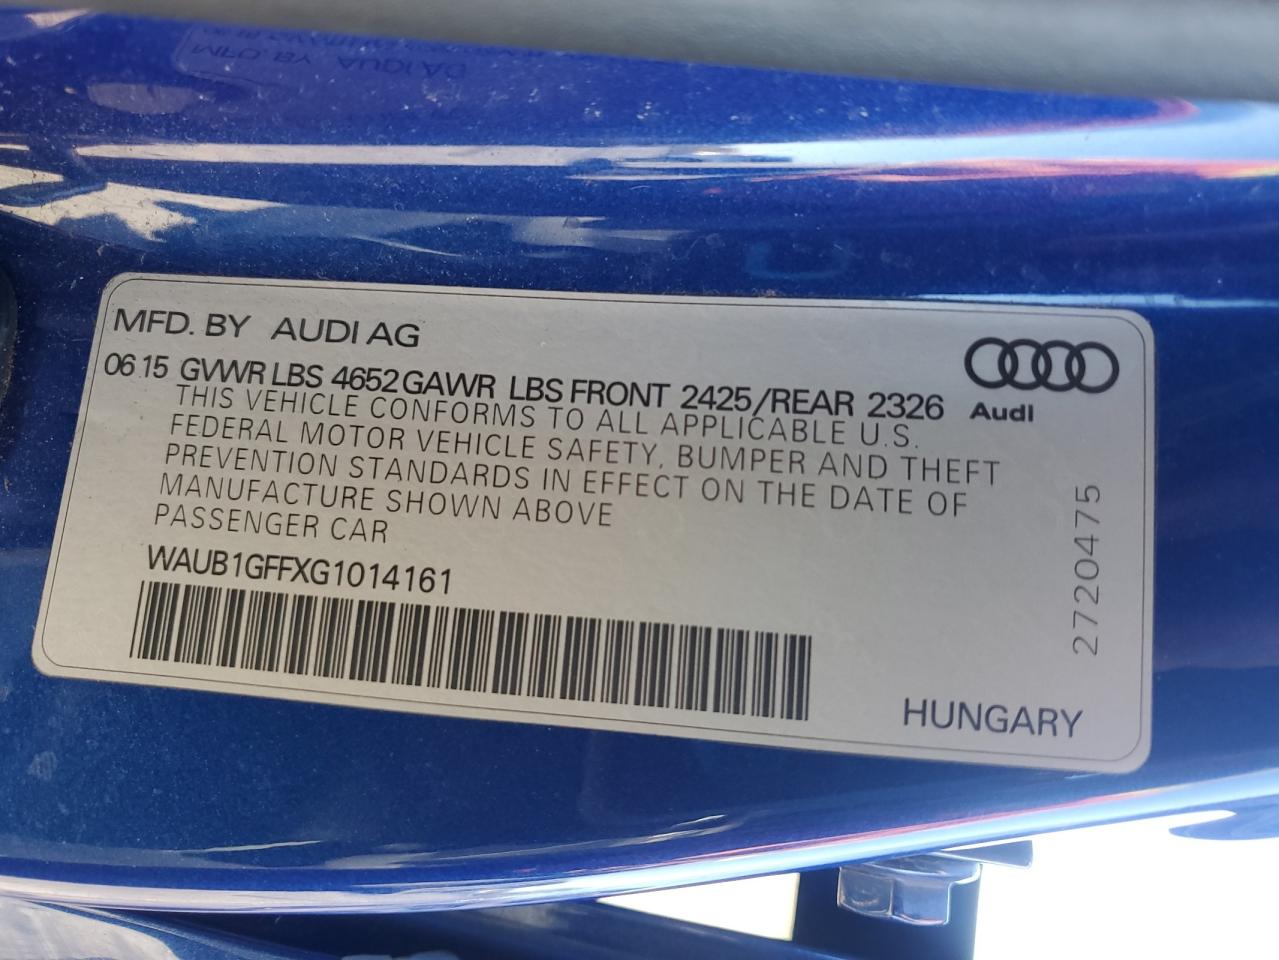 MFD. BY AUDI AG
06 15 GVWR LBS 4652 GAWR LBS FRONT 2425/REAR 2326
THIS VEHICLE CONFORMS TO ALL APPLICABLE U.S.
FEDERAL MOTOR VEHICLE SAFETY, BUMPER AND THEFT
PREVENTION STANDARDS IN EFFECT ON THE DATE OF
MANUFACTURE SHOWN ABOVE
PASSENGER CAR
WAUB1GFFXG1014161
Audi
2720475
HUNGARY